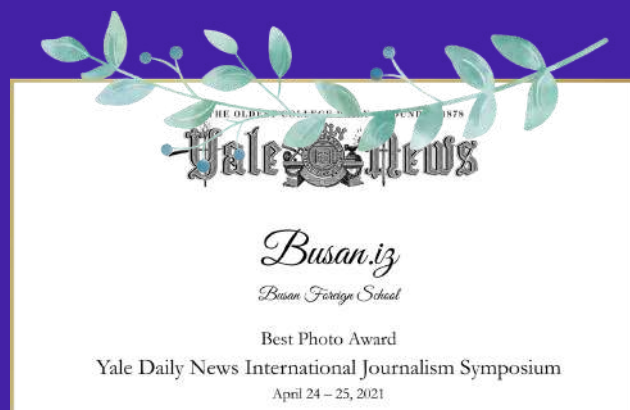 THE OLDEST COLLEGE 1878
Yale News
Busan.iz
Busan Foreign School
Best Photo Award
Yale Daily News International Journalism Symposium
April 24 – 25, 2021